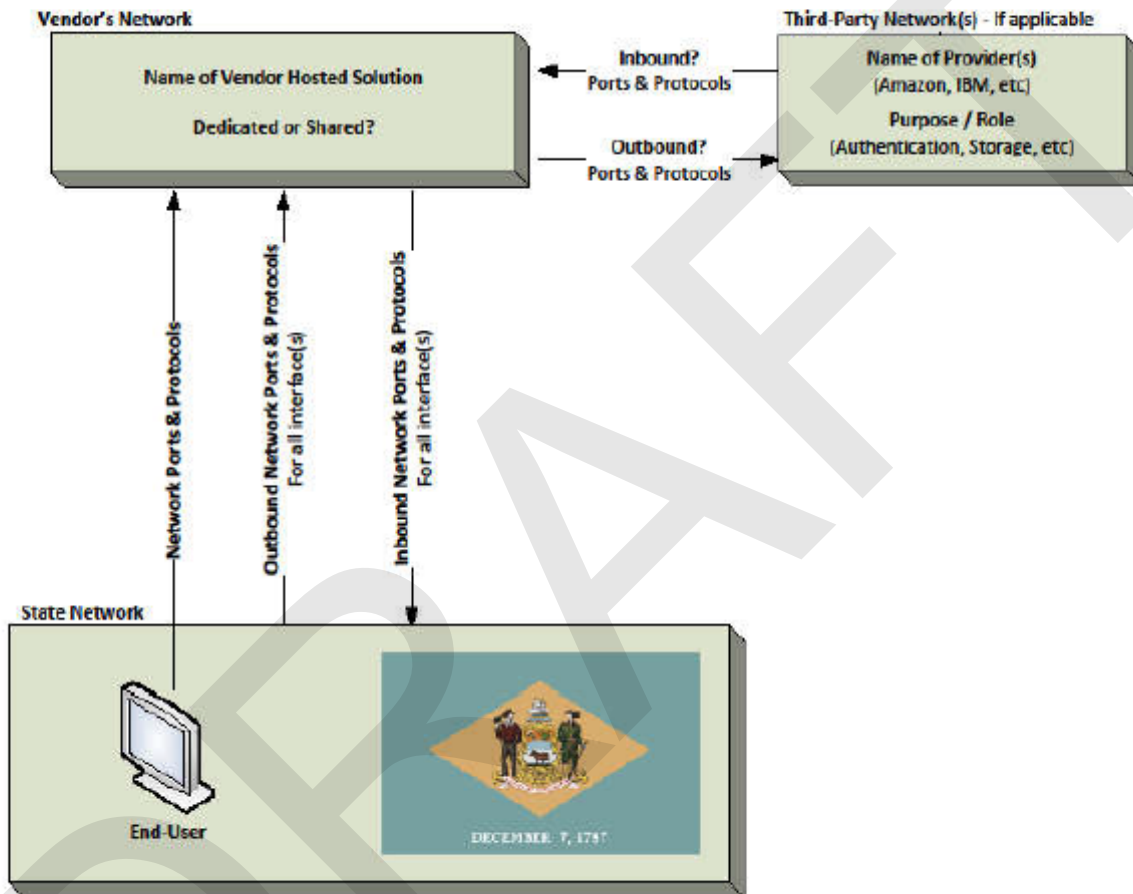 Vendor's Network
Name of Vendor Hosted Solution
Dedicated or Shared?
Inbound?
Ports & Protocols
Outbound?
Ports & Protocols
Third-Party Network(s) - If applicable
Name of Provider(s)
(Amazon, IBM, etc)
Purpose / Role
(Authentication, Storage, etc)
Network Ports & Protocols
Outbound Network Ports & Protocols
For all interface(s)
Inbound Network Ports & Protocols
For all interface(s)
State Network
End-User
DECEMBER 7, 1787
DRAFT